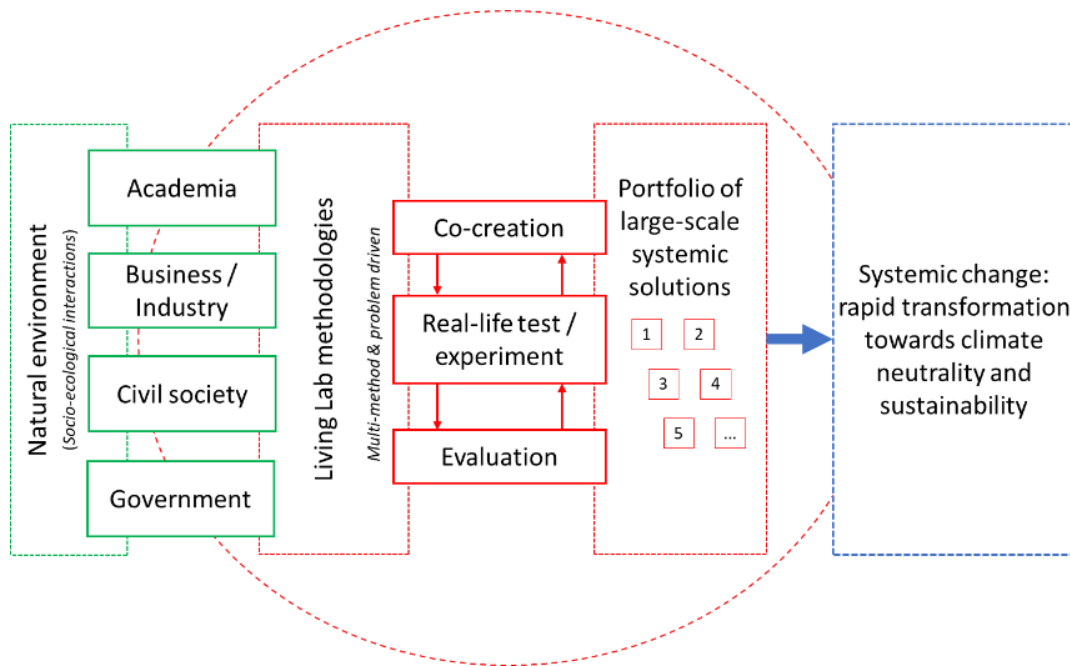 Natural environment
(Socio-ecological interactions)
Academia
Business /
Industry
Civil society
Government
Living Lab methodologies
Multi-method & problem driven
Co-creation
Real-life test /
experiment
Evaluation
Portfolio of
large-scale
systemic
solutions
1 2
3 4
5 ...
Systemic change:
rapid transformation
towards climate
neutrality and
sustainability